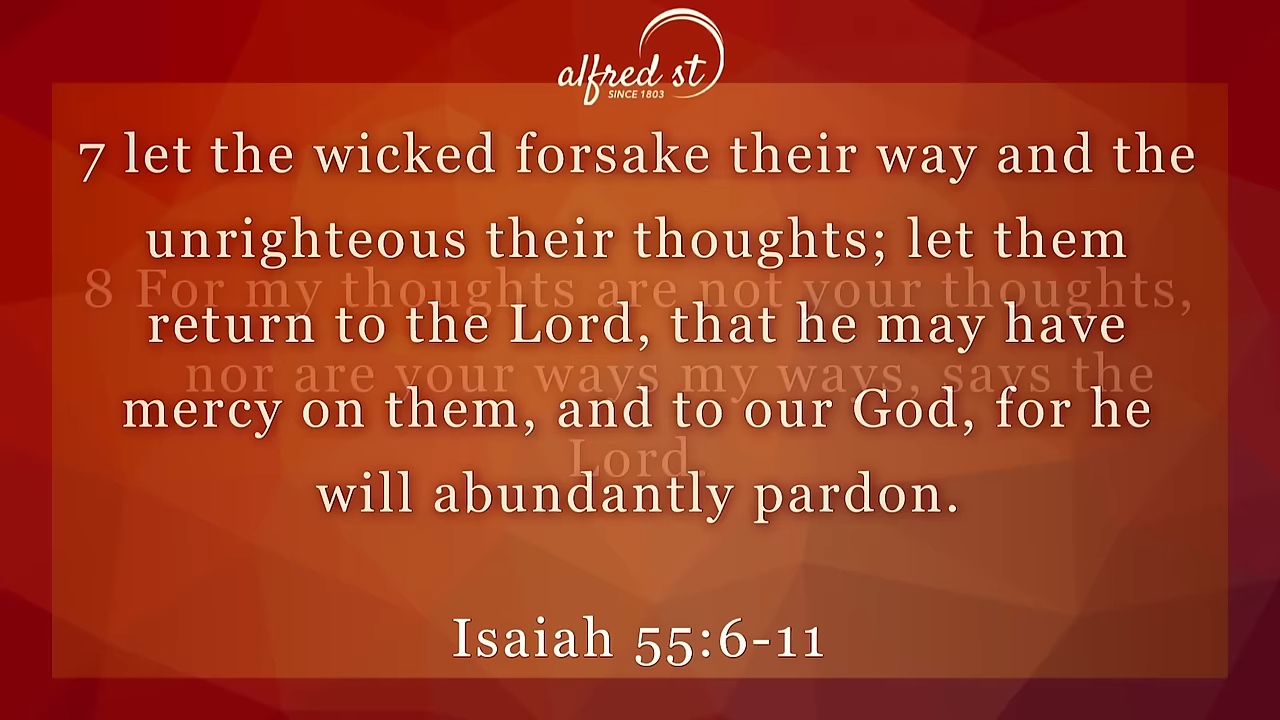 alfred st
SINCE 1803
7 let the wicked forsake their way and the
unrighteous their thoughts; let them
8 For my thoughts are not your thoughts,
return to the Lord, that he may have
nor are your ways my ways, says the
mercy on them, and to our God, for he
Lord.
will abundantly pardon.
Isaiah 55:6-11